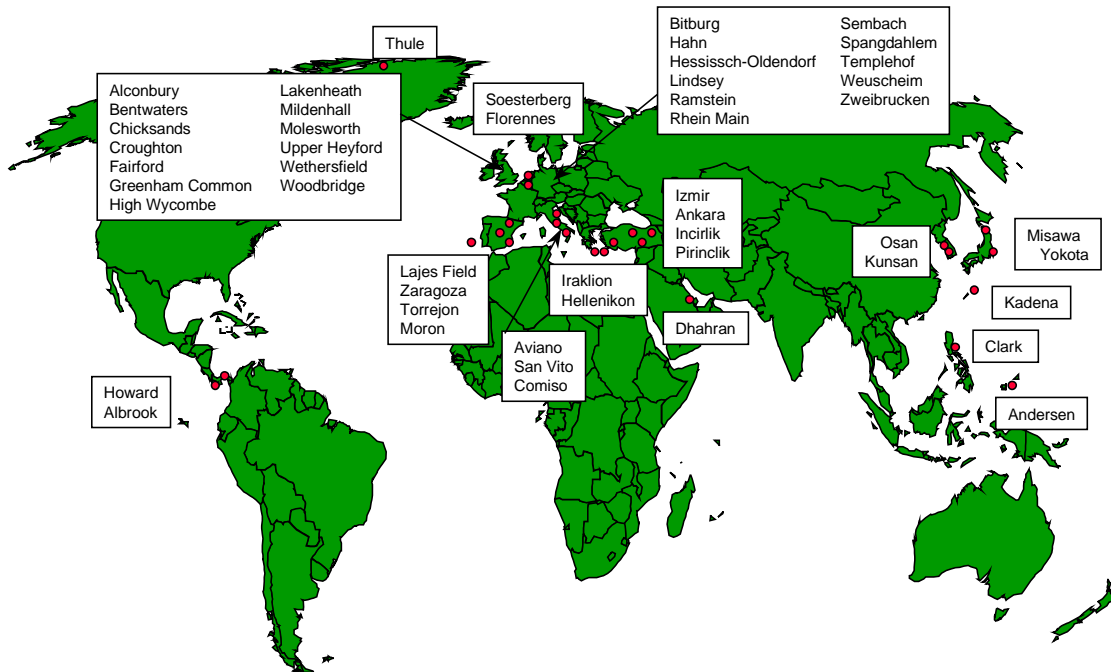 Thule
Alconbury
Bentwaters
Chicksands
Croughton
Fairford
Greenham Common
High Wycombe
Lakenheath
Mildenhall
Molesworth
Upper Heyford
Wethersfield
Woodbridge
Soesterberg
Florennes
Bitburg
Hahn
Hessissch-Oldendorf
Lindsey
Ramstein
Rhein Main
Sembach
Spangdahlem
Templehof
Weuscheim
Zweibrucken
Izmir
Ankara
Incirlik
Pirinclik
Osan
Kunsan
Misawa
Yokota
Lajes Field
Zaragoza
Torrejon
Moron
Iraklion
Hellenikon
Kadena
Dhahran
Aviano
San Vito
Comiso
Clark
Howard
Albrook
Andersen